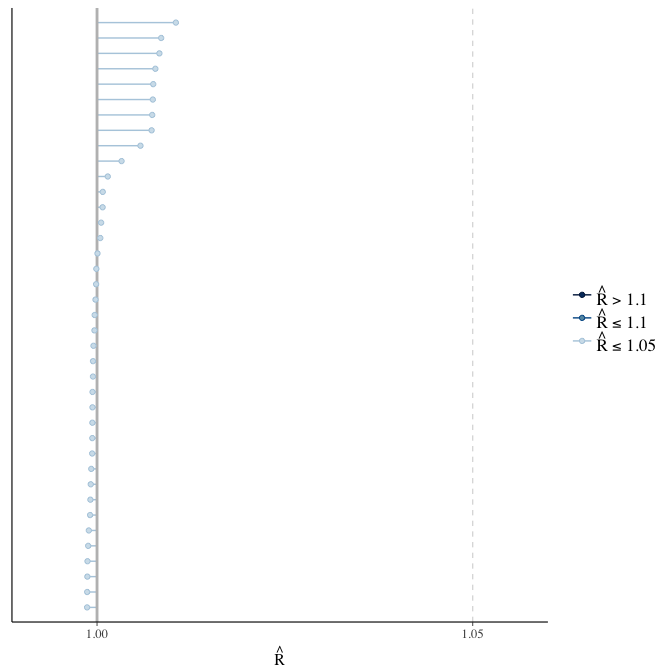 R̂ > 1.1
R̂ ≤ 1.1
R̂ ≤ 1.05
1.00 1.05
R̂